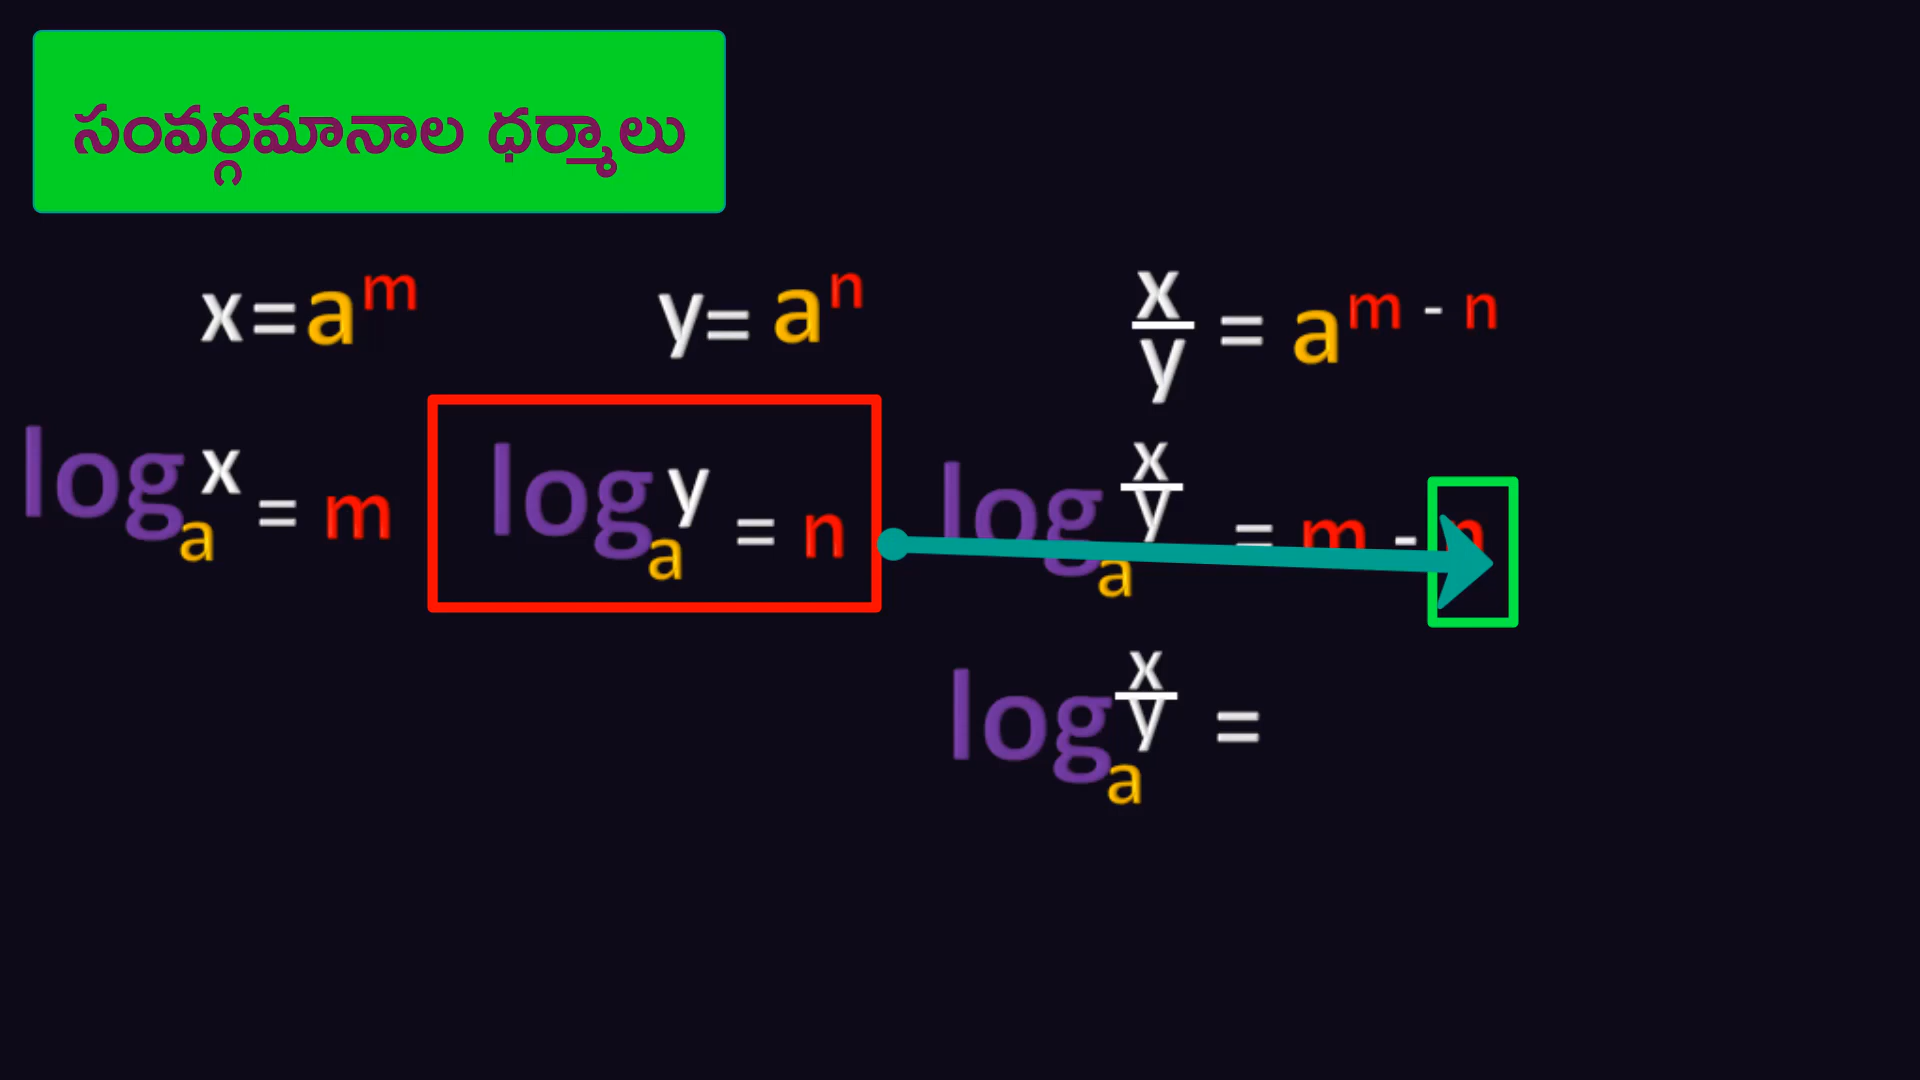 సంవర్గమానాల ధర్మాలు
x=a^m y= a^n x/y = a^(m - n)
log_a x = m log_a y = n log_a x/y = m - n
log_a x/y =